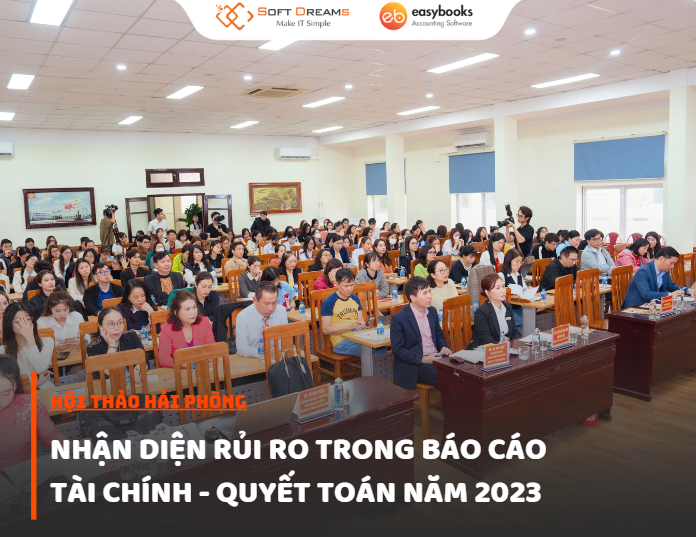 SOFT DREAMS
Make IT Simple
eb
easybooks
Accounting Software
HỘI THẢO HẢI PHÒNG
NHẬN DIỆN RỦI RO TRONG BÁO CÁO
TÀI CHÍNH - QUYẾT TOÁN NĂM 2023